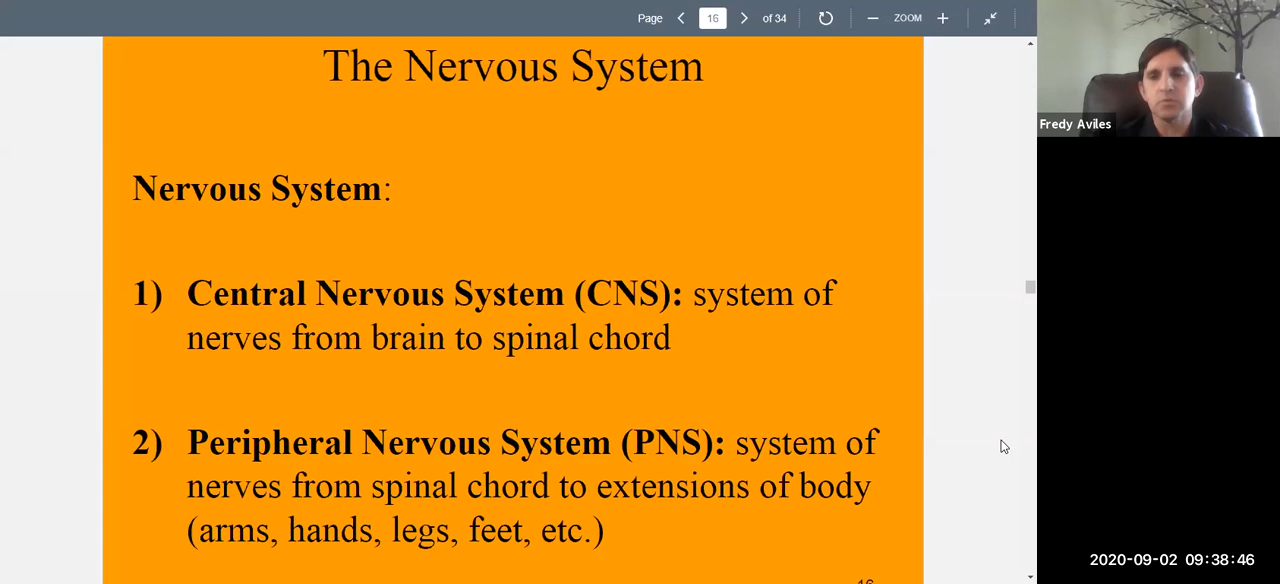 Page 16 of 34 ZOOM
The Nervous System
Fredy Aviles
Nervous System:
1) Central Nervous System (CNS): system of
nerves from brain to spinal chord
2) Peripheral Nervous System (PNS): system of
nerves from spinal chord to extensions of body
(arms, hands, legs, feet, etc.)
2020-09-02 09:38:46
16